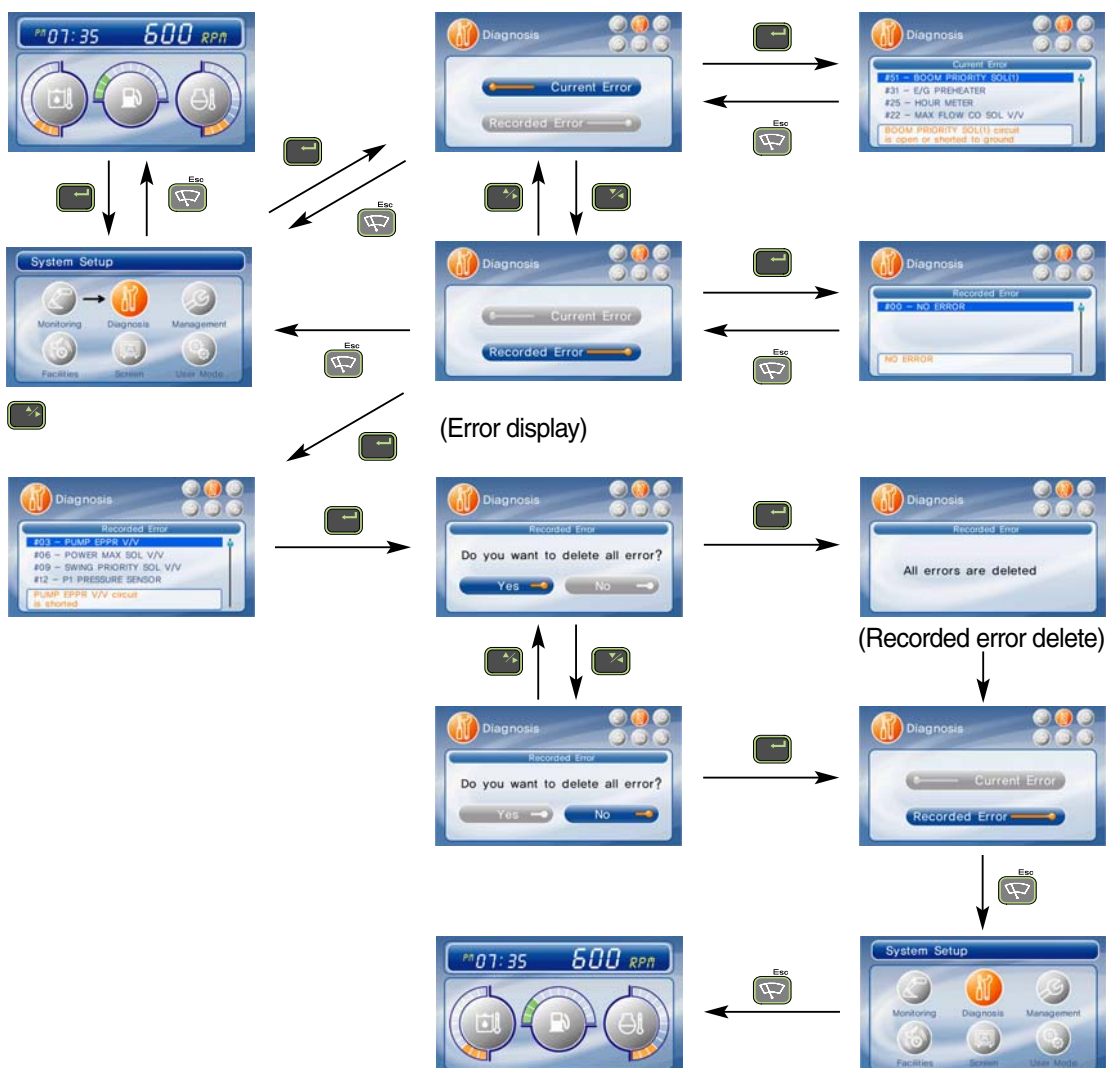 PM 07:35 600 RPM
Esc
System Setup
Monitoring Diagnosis Management
Facilities Screen User Mode
Esc
Diagnosis
Current Error
Recorded Error
Esc
Diagnosis
Current Error
#51 - BOOM PRIORITY SOL(1)
#31 - E/G PREHEATER
#25 - HOUR METER
#22 - MAX FLOW CO SOL V/V
BOOM PRIORITY SOL(1) circuit
is open or shorted to ground
Diagnosis
Current Error
Recorded Error
Esc
Esc
Diagnosis
Recorded Error
#00 - NO ERROR
NO ERROR
(Error display)
Diagnosis
Recorded Error
#03 - PUMP EPPR V/V
#06 - POWER MAX SOL V/V
#09 - SWING PRIORITY SOL V/V
#12 - P1 PRESSURE SENSOR
PUMP EPPR V/V circuit
is shorted
Diagnosis
Recorded Error
Do you want to delete all error?
Yes No
Diagnosis
Recorded Error
All errors are deleted
(Recorded error delete)
Diagnosis
Recorded Error
Do you want to delete all error?
Yes No
Diagnosis
Current Error
Recorded Error
Esc
System Setup
Monitoring Diagnosis Management
Facilities Screen User Mode
Esc
PM 07:35 600 RPM